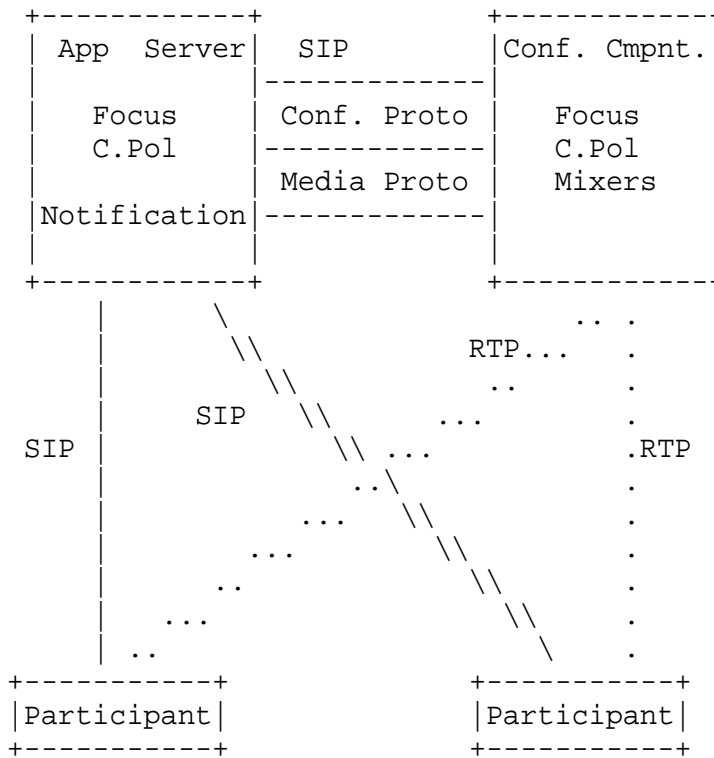 App Server SIP Conf. Cmpnt.
Focus Conf. Proto Focus
C.Pol C.Pol
Media Proto Mixers
Notification
RTP
SIP
SIP RTP
Participant Participant